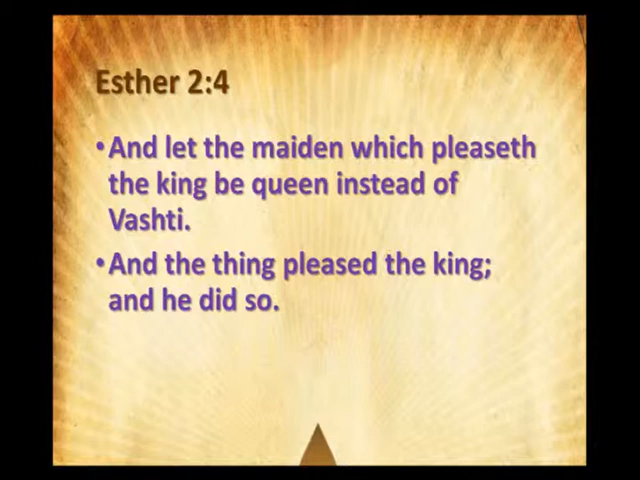 Esther 2:4
•And let the maiden which pleaseth
the king be queen instead of
Vashti.
•And the thing pleased the king;
and he did so.